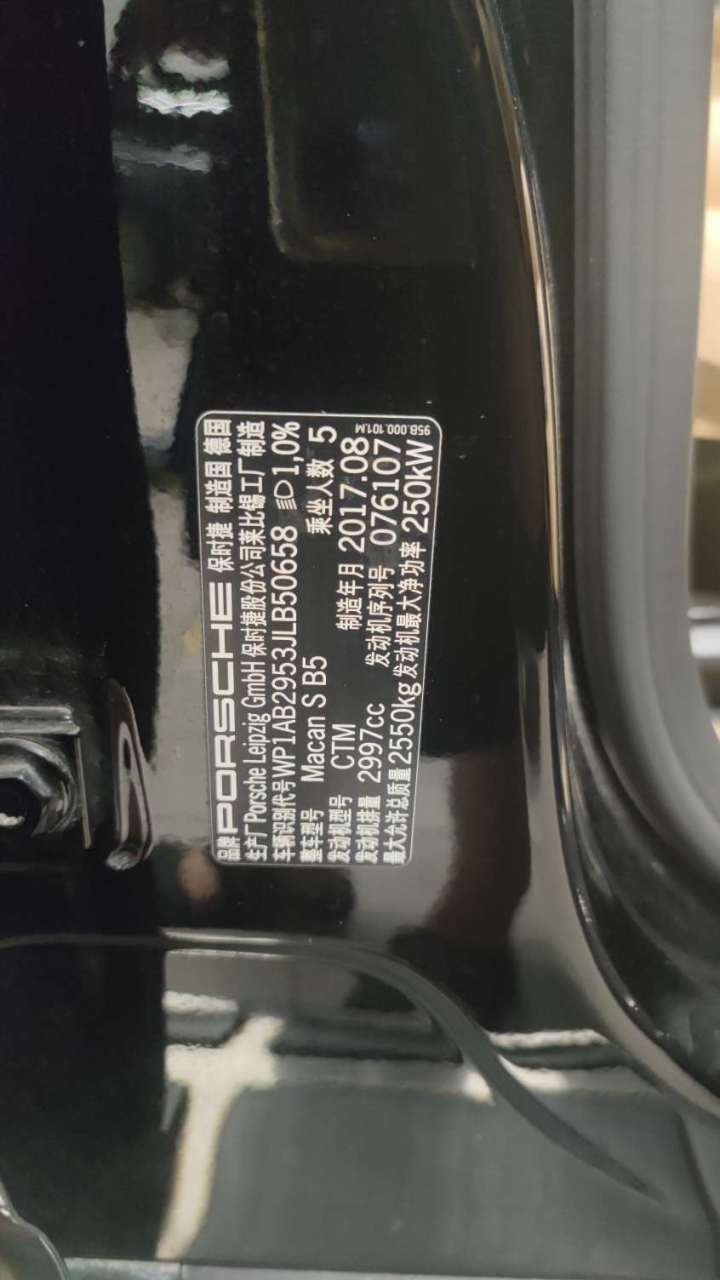 品牌 PORSCHE 保时捷 制造国 德国
生产厂 Porsche Leipzig GmbH 保时捷股份公司莱比锡工厂制造
车辆识别代号 WP1AB2953JLB50658 1,0%
整车型号 Macan S B5 乘坐人数 5
发动机型号 CTM 制造年月 2017.08
发动机排量 2997cc 发动机序列号 076107
最大允许总质量 2550kg 发动机最大净功率 250kW
95B.000.101.M